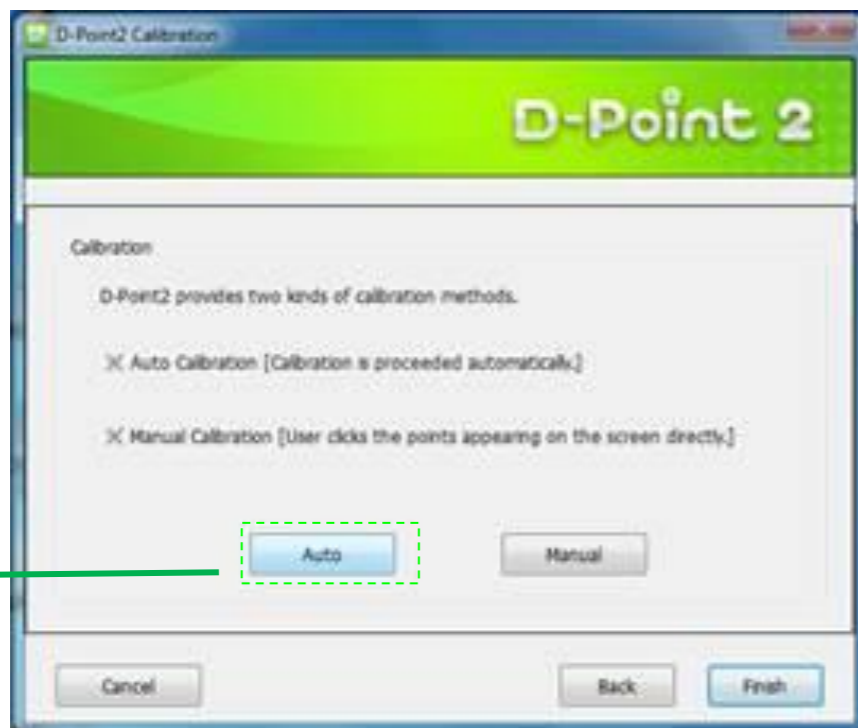 D-Point2 Calibration
D-Point 2
Calibration
D-Point2 provides two kinds of calibration methods.
※ Auto Calibration [Calibration is proceeded automatically.]
※ Manual Calibration [User clicks the points appearing on the screen directly.]
Auto Manual
Cancel Back Finish